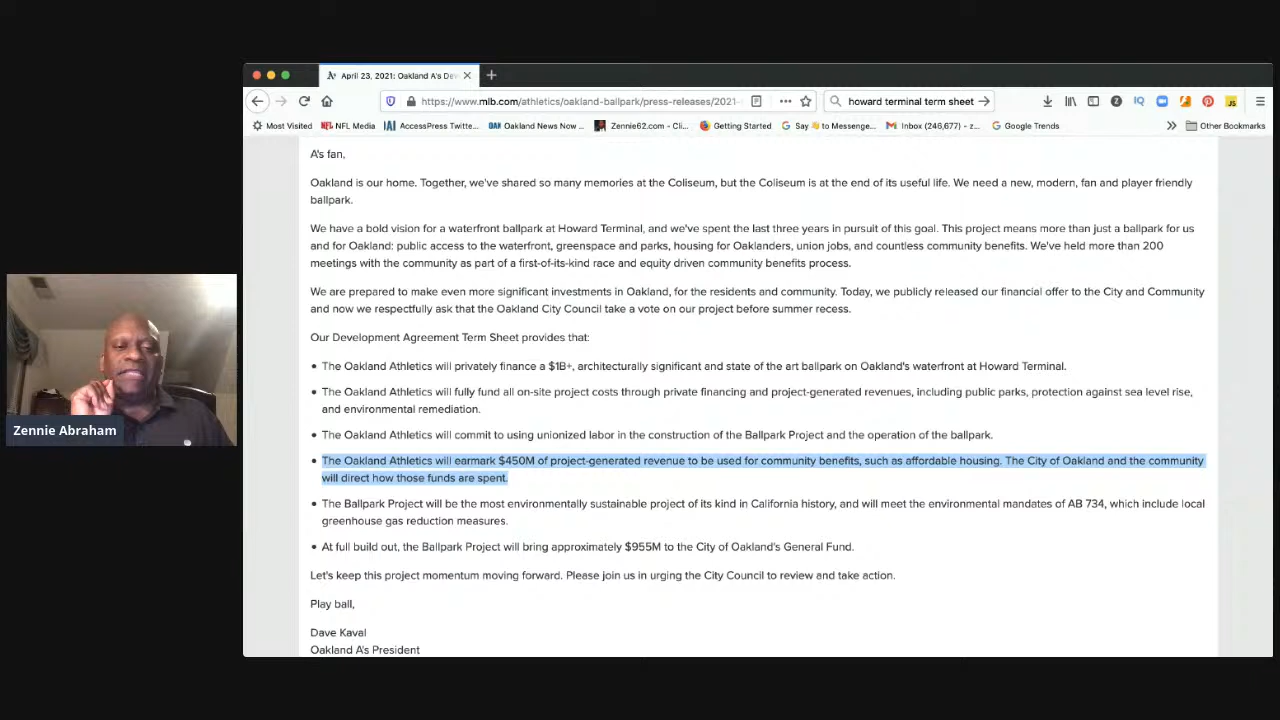 April 23, 2021: Oakland A's Dev
https://www.mlb.com/athletics/oakland-ballpark/press-releases/2021-
howard terminal term sheet
Most Visited
NFL Media
AccessPress Twitte...
OAN Oakland News Now ...
Zennie62.com - Cli...
Getting Started
Say 👋 to Messenge...
Inbox (246,677) - z...
Google Trends
Other Bookmarks
A's fan,
Oakland is our home. Together, we've shared so many memories at the Coliseum, but the Coliseum is at the end of its useful life. We need a new, modern, fan and player friendly
ballpark.
We have a bold vision for a waterfront ballpark at Howard Terminal, and we've spent the last three years in pursuit of this goal. This project means more than just a ballpark for us
and for Oakland: public access to the waterfront, greenspace and parks, housing for Oaklanders, union jobs, and countless community benefits. We've held more than 200
meetings with the community as part of a first-of-its-kind race and equity driven community benefits process.
We are prepared to make even more significant investments in Oakland, for the residents and community. Today, we publicly released our financial offer to the City and Community
and now we respectfully ask that the Oakland City Council take a vote on our project before summer recess.
Our Development Agreement Term Sheet provides that:
• The Oakland Athletics will privately finance a $1B+, architecturally significant and state of the art ballpark on Oakland's waterfront at Howard Terminal.
• The Oakland Athletics will fully fund all on-site project costs through private financing and project-generated revenues, including public parks, protection against sea level rise,
and environmental remediation.
• The Oakland Athletics will commit to using unionized labor in the construction of the Ballpark Project and the operation of the ballpark.
• The Oakland Athletics will earmark $450M of project-generated revenue to be used for community benefits, such as affordable housing. The City of Oakland and the community
will direct how those funds are spent.
• The Ballpark Project will be the most environmentally sustainable project of its kind in California history, and will meet the environmental mandates of AB 734, which include local
greenhouse gas reduction measures.
• At full build out, the Ballpark Project will bring approximately $955M to the City of Oakland's General Fund.
Let's keep this project momentum moving forward. Please join us in urging the City Council to review and take action.
Play ball,
Dave Kaval
Oakland A's President
Zennie Abraham